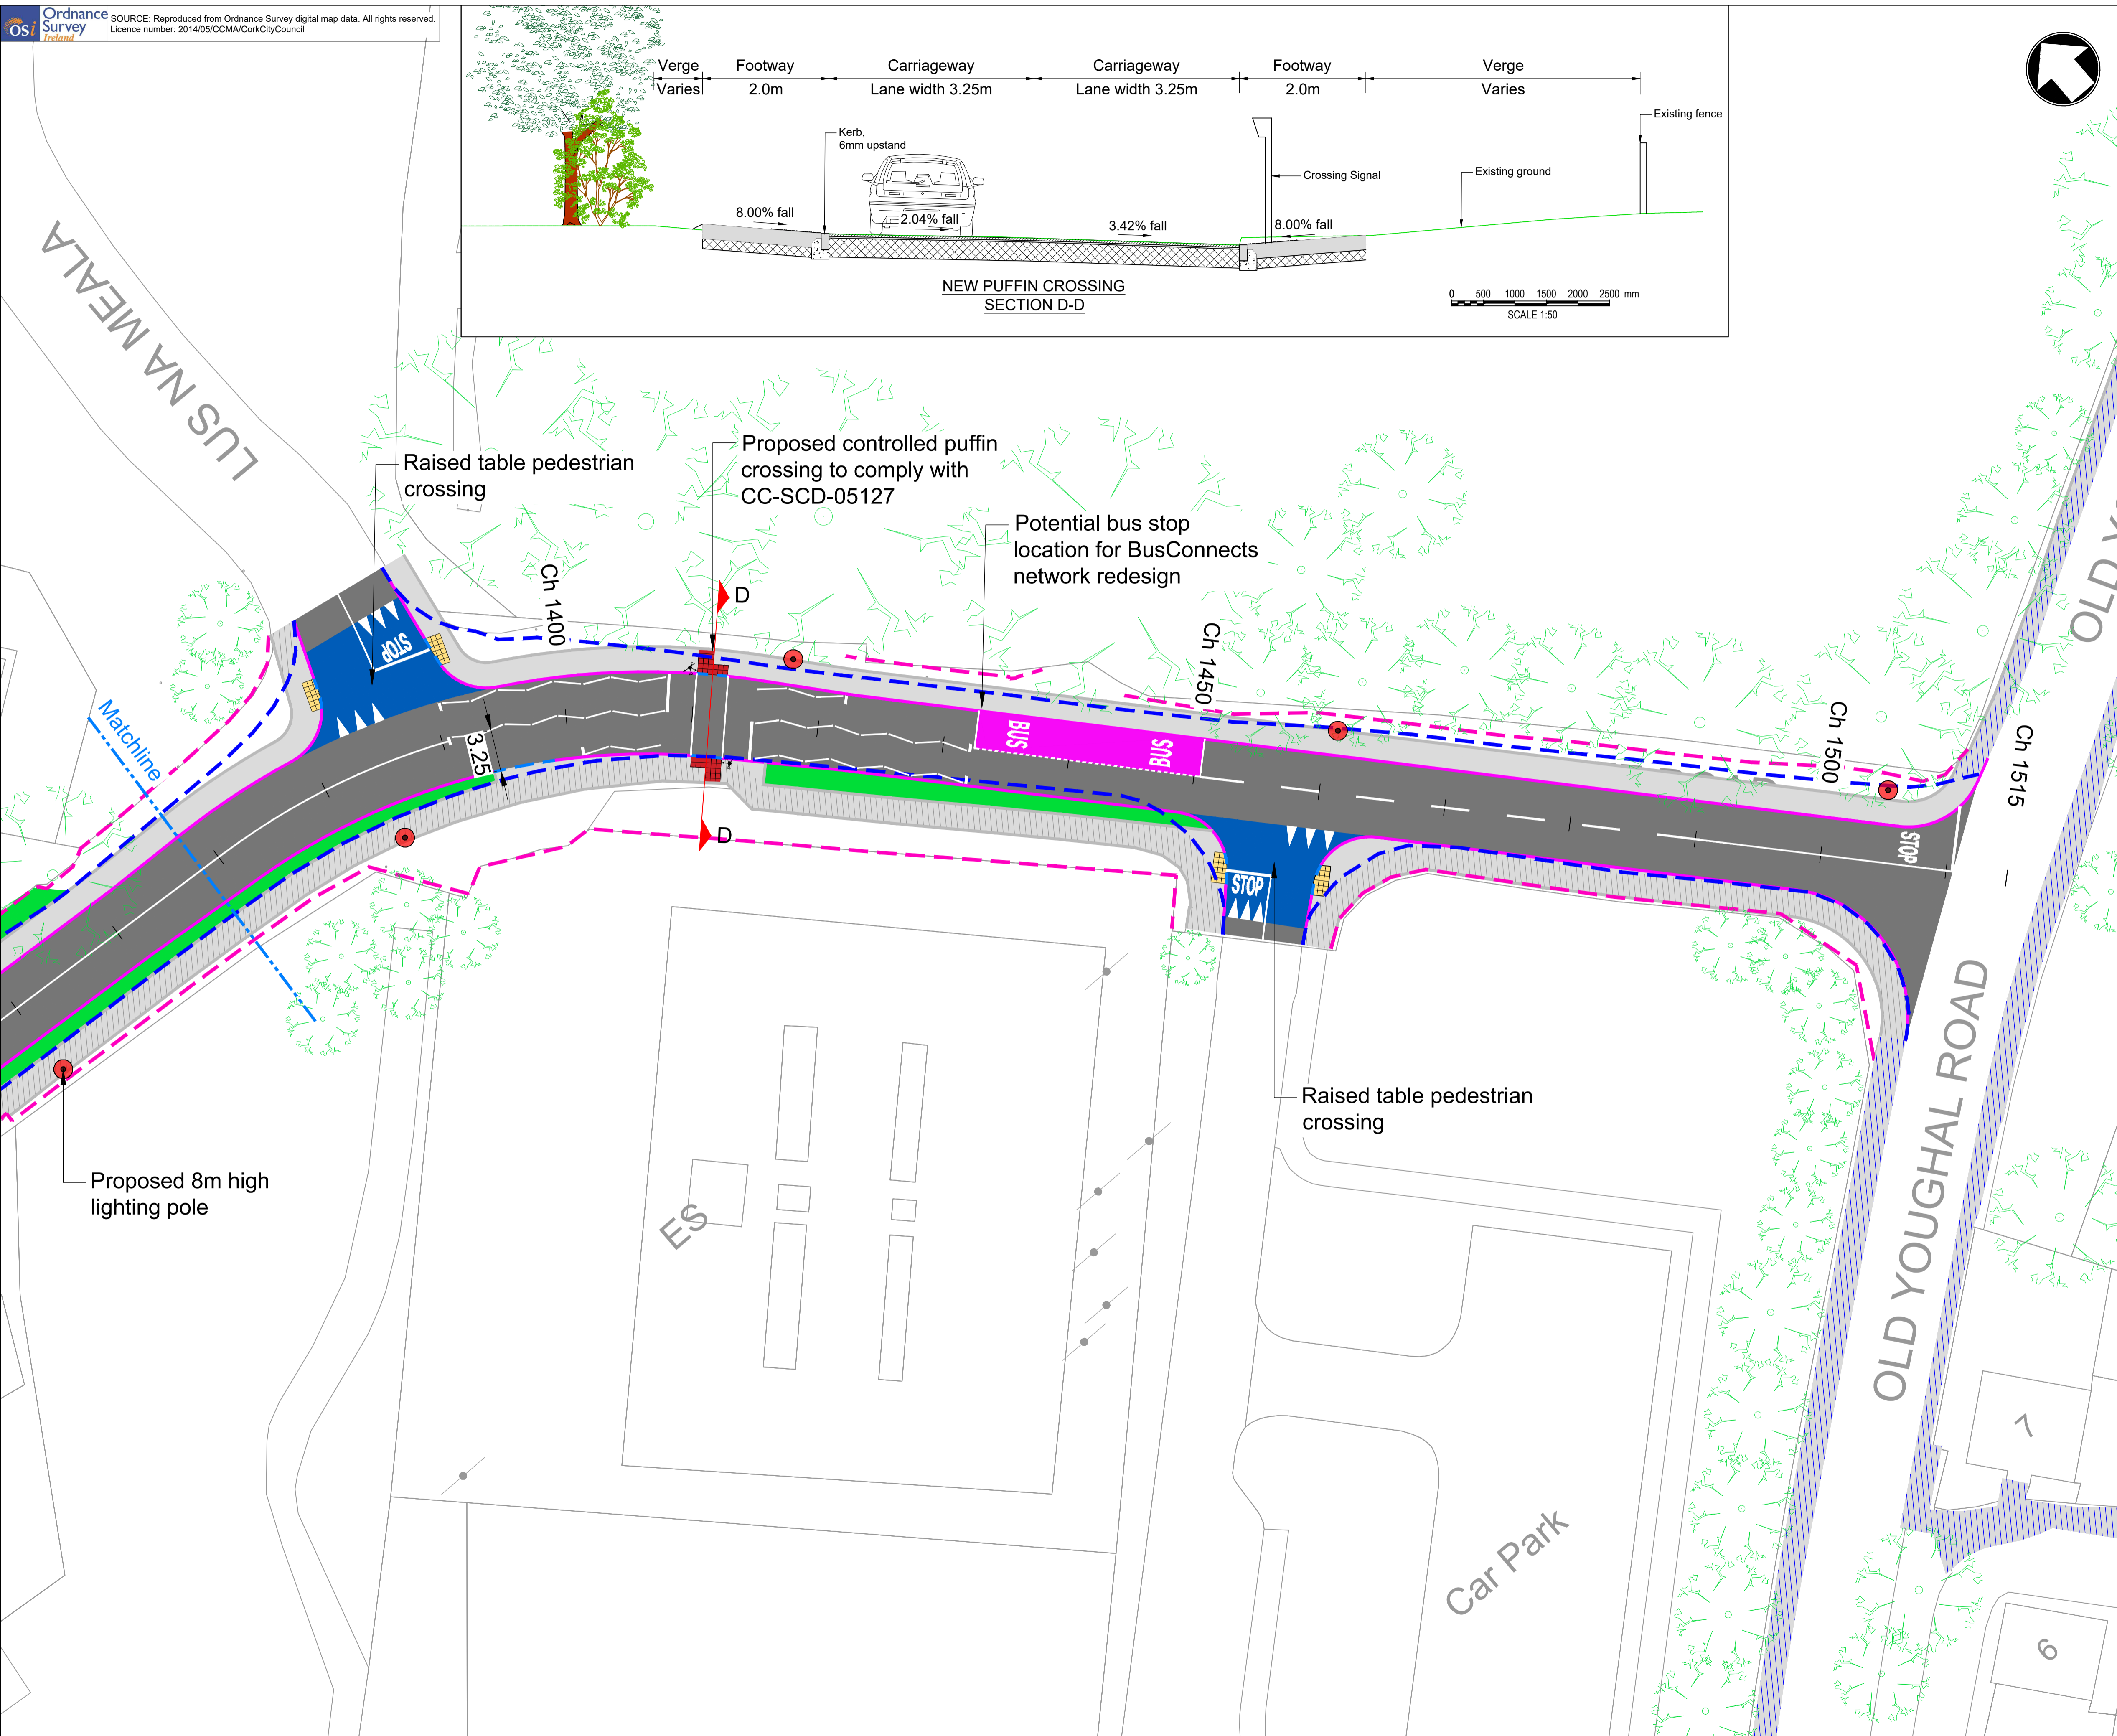 OSi
Ordnance
Survey
Ireland
SOURCE: Reproduced from Ordnance Survey digital map data. All rights reserved.
Licence number: 2014/05/CCMA/CorkCityCouncil
Verge
Footway
Carriageway
Carriageway
Footway
Verge
Varies
2.0m
Lane width 3.25m
Lane width 3.25m
2.0m
Varies
Existing fence
Kerb,
6mm upstand
Crossing Signal
Existing ground
8.00% fall
2.04% fall
3.42% fall
8.00% fall
NEW PUFFIN CROSSING
SECTION D-D
0 500 1000 1500 2000 2500 mm
SCALE 1:50
LUS NA MEALA
Raised table pedestrian
crossing
Proposed controlled puffin
crossing to comply with
CC-SCD-05127
Potential bus stop
location for BusConnects
network redesign
Ch 1400
D
Ch 1450
STOP
Matchline
3.25
BUS
BUS
Ch 1500
Ch 1515
D
STOP
STOP
Raised table pedestrian
crossing
Proposed 8m high
lighting pole
ES
Car Park
OLD YOUGHAL ROAD
7
6